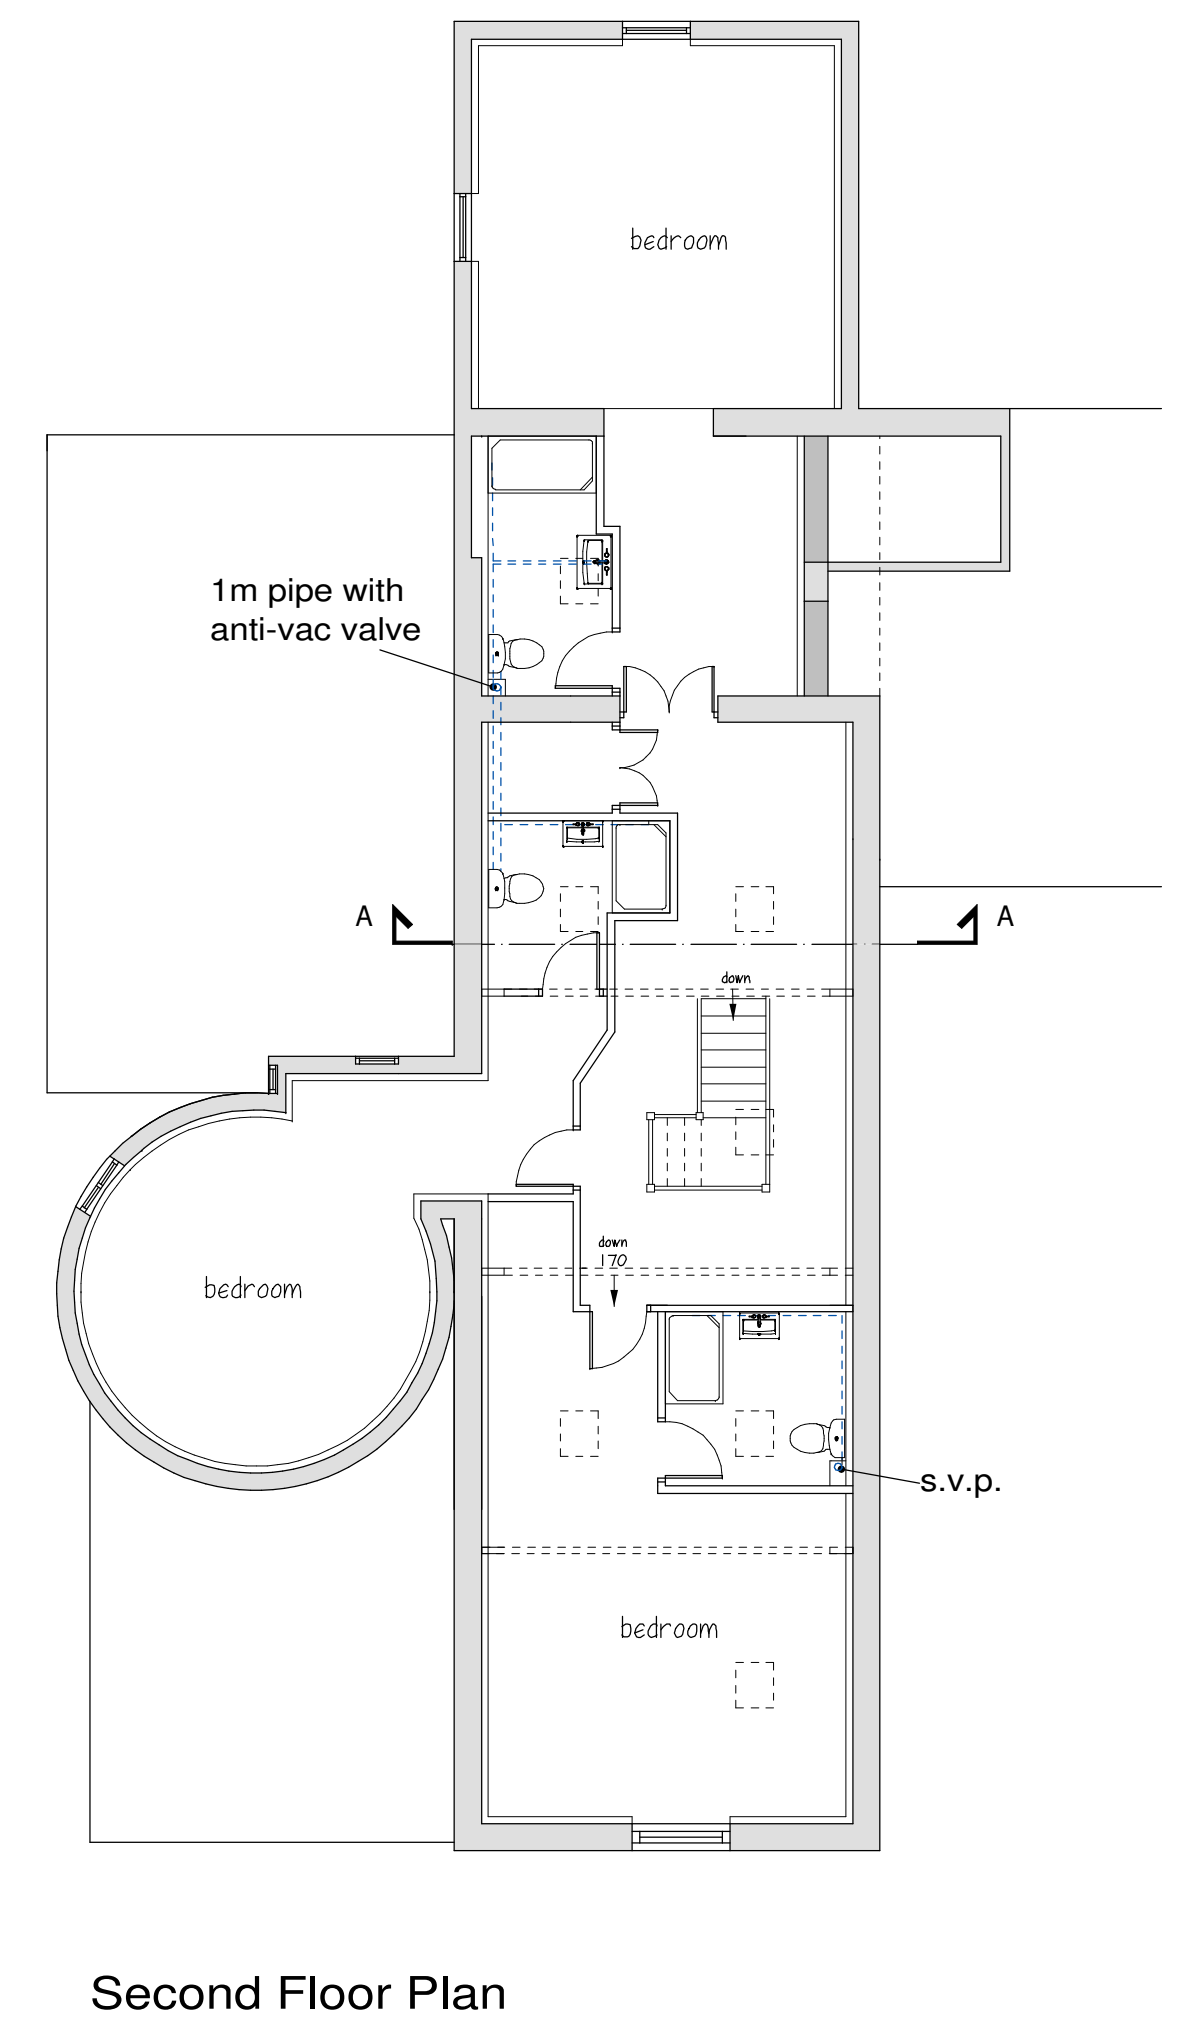 bedroom
1m pipe with
anti-vac valve
A
A
down
down
170
bedroom
s.v.p.
bedroom
Second Floor Plan